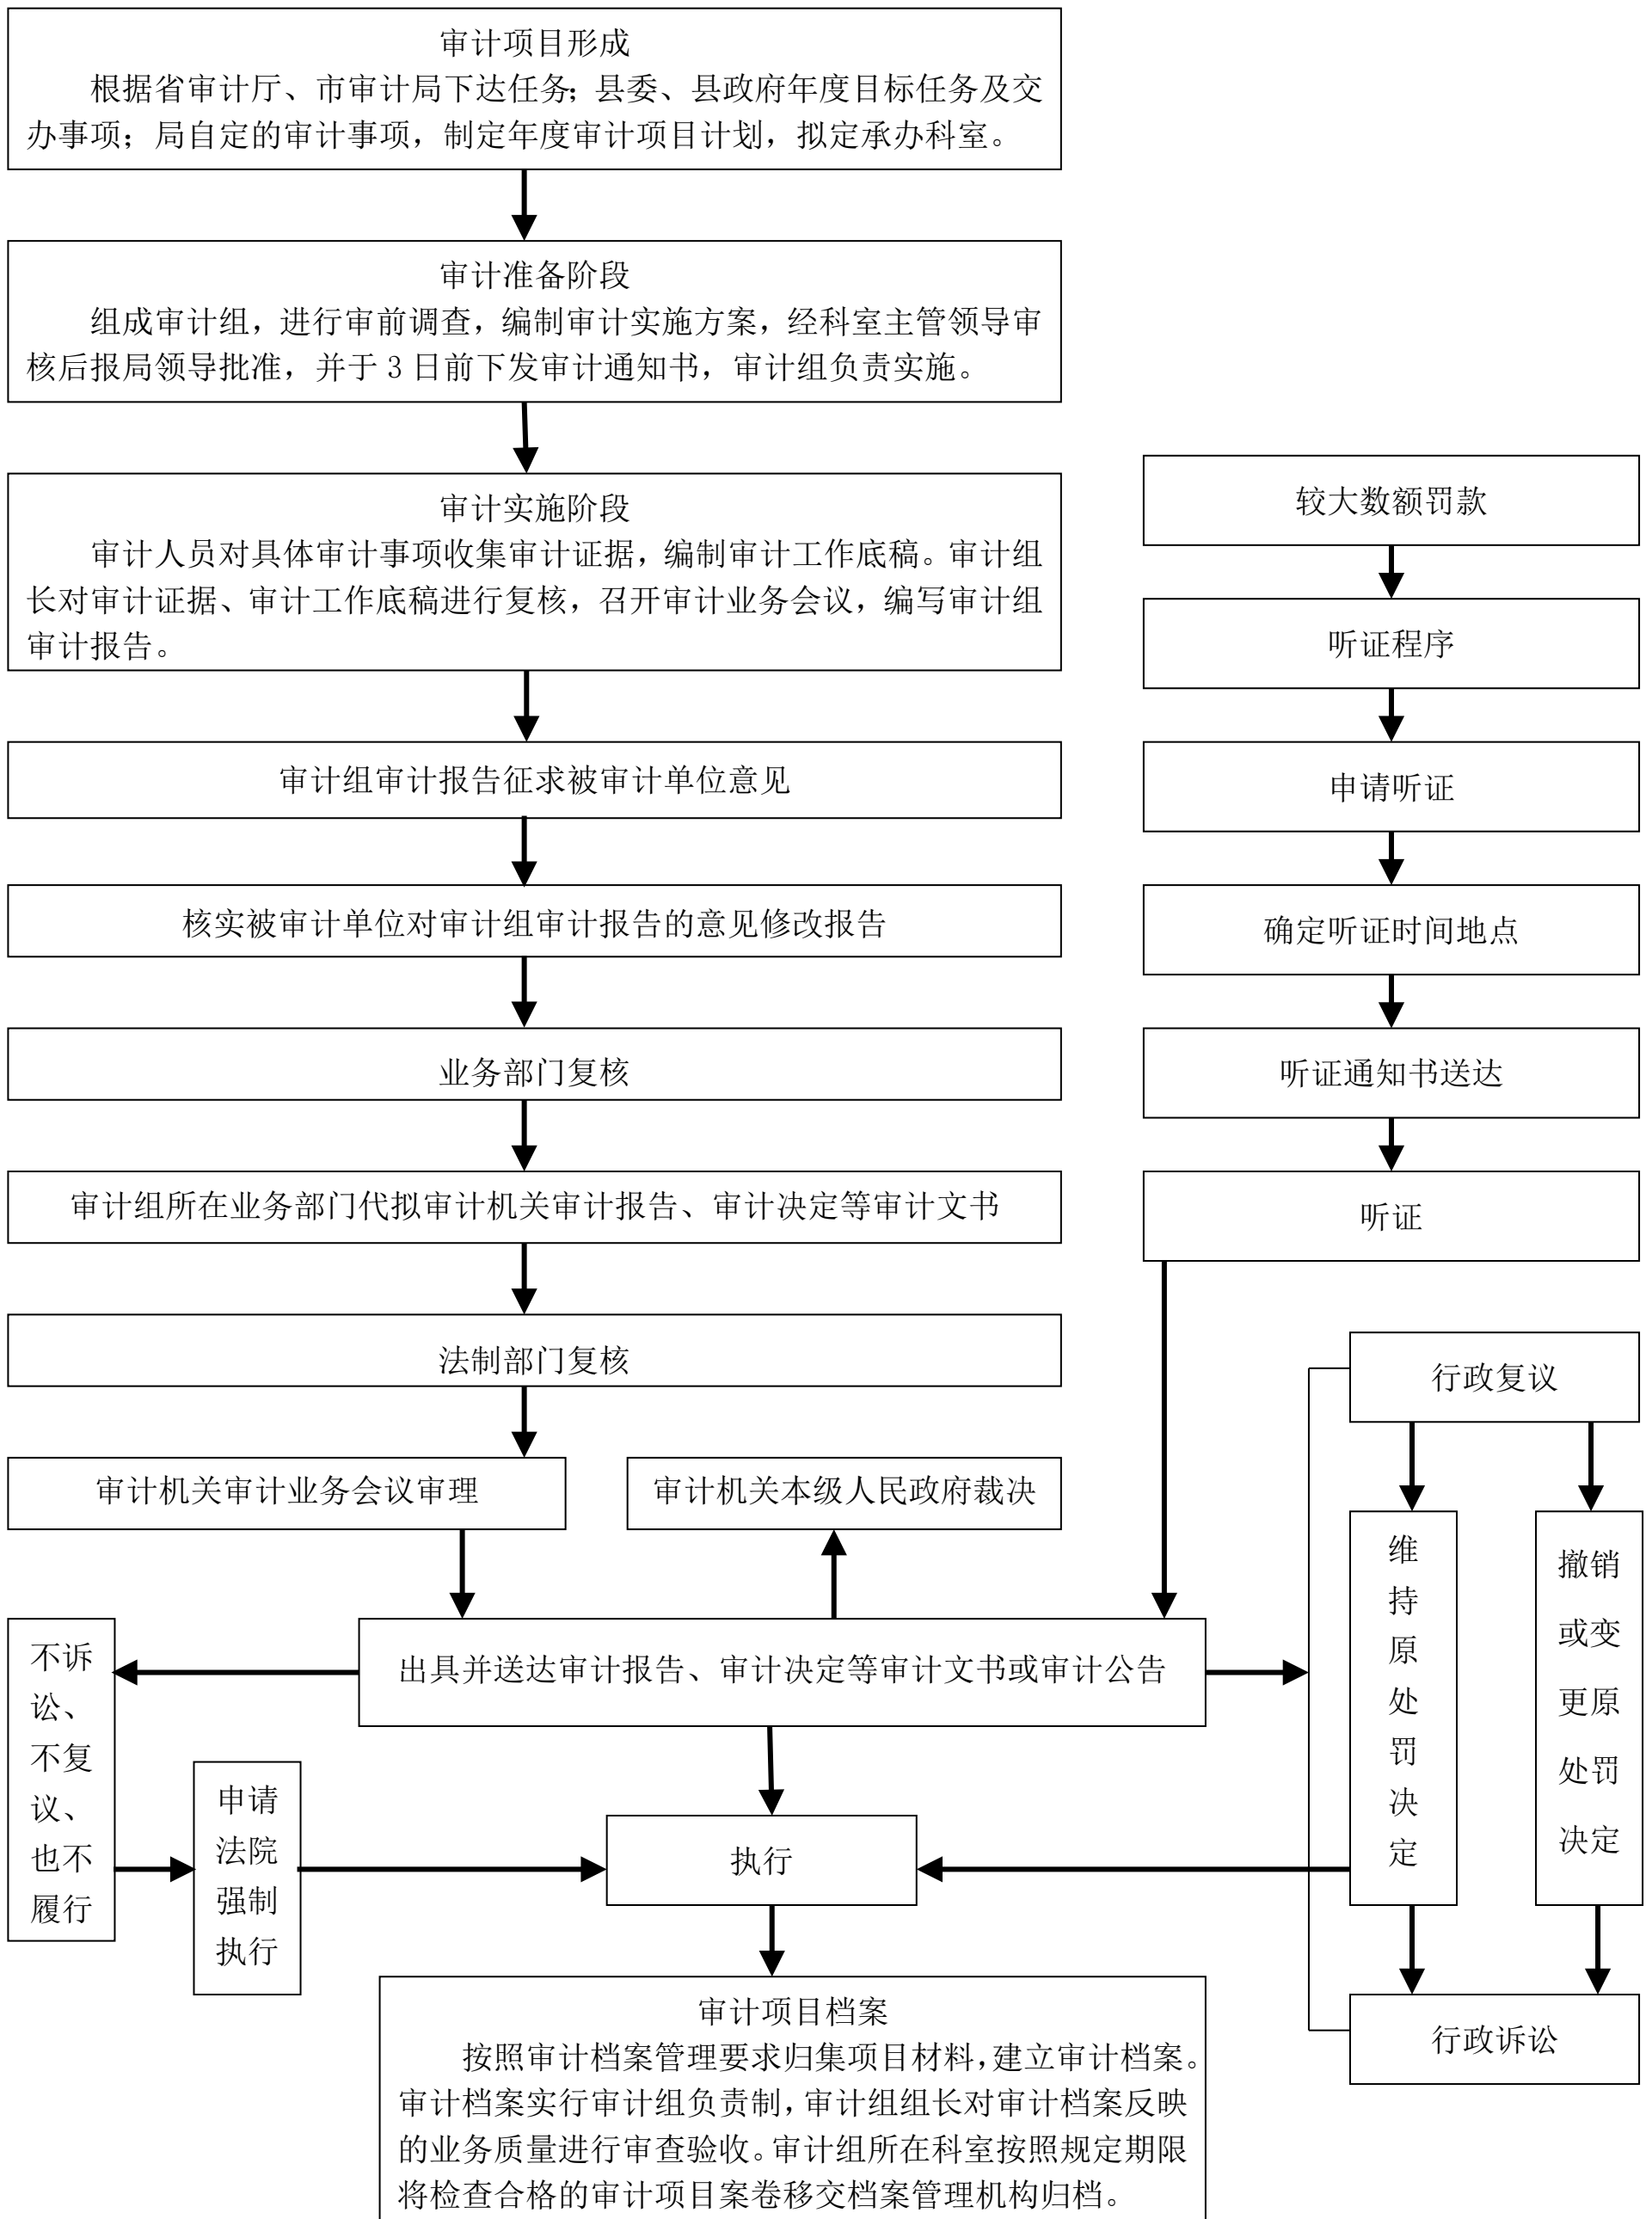 审计项目形成
根据省审计厅、市审计局下达任务；县委、县政府年度目标任务及交
办事项；局自定的审计事项，制定年度审计项目计划，拟定承办科室。
审计准备阶段
组成审计组，进行审前调查，编制审计实施方案，经科室主管领导审
核后报局领导批准，并于 3 日前下发审计通知书，审计组负责实施。
审计实施阶段
审计人员对具体审计事项收集审计证据，编制审计工作底稿。审计组
长对审计证据、审计工作底稿进行复核，召开审计业务会议，编写审计组
审计报告。
审计组审计报告征求被审计单位意见
核实被审计单位对审计组审计报告的意见修改报告
业务部门复核
审计组所在业务部门代拟审计机关审计报告、审计决定等审计文书
法制部门复核
审计机关审计业务会议审理
审计机关本级人民政府裁决
较大数额罚款
听证程序
申请听证
确定听证时间地点
听证通知书送达
听证
行政复议
维
持
原
处
罚
决
定
撤销
或变
更原
处罚
决定
行政诉讼
出具并送达审计报告、审计决定等审计文书或审计公告
不诉
讼、
不复
议、
也不
履行
申请
法院
强制
执行
执行
审计项目档案
按照审计档案管理要求归集项目材料，建立审计档案。
审计档案实行审计组负责制，审计组组长对审计档案反映
的业务质量进行审查验收。审计组所在科室按照规定期限
将检查合格的审计项目案卷移交档案管理机构归档。